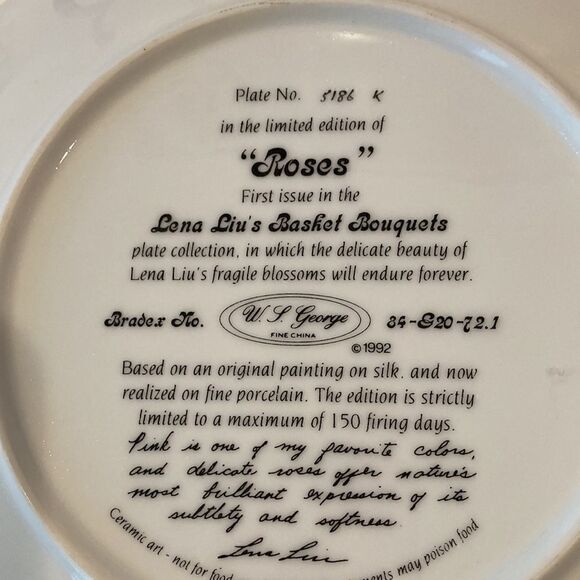 Plate No. 5186 K
in the limited edition of
"Roses"
First issue in the
Lena Liu's Basket Bouquets
plate collection, in which the delicate beauty of
Lena Liu's fragile blossoms will endure forever.
Bradex No. W. S. George 34-G20-72.1
FINE CHINA
©1992
Based on an original painting on silk, and now
realized on fine porcelain. The edition is strictly
limited to a maximum of 150 firing days.
Pink is one of my favorite colors,
and delicate roses offer nature's
most brilliant expression of its
subtlety and softness.
Lena Liu
Ceramic art - not for food may poison food